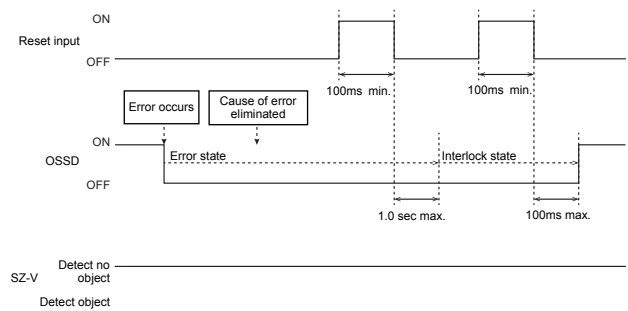 ON
Reset input
OFF
100ms min.
100ms min.
Error occurs
Cause of error
eliminated
ON
Error state
Interlock state
OSSD
OFF
1.0 sec max.
100ms max.
Detect no
object
SZ-V
Detect object